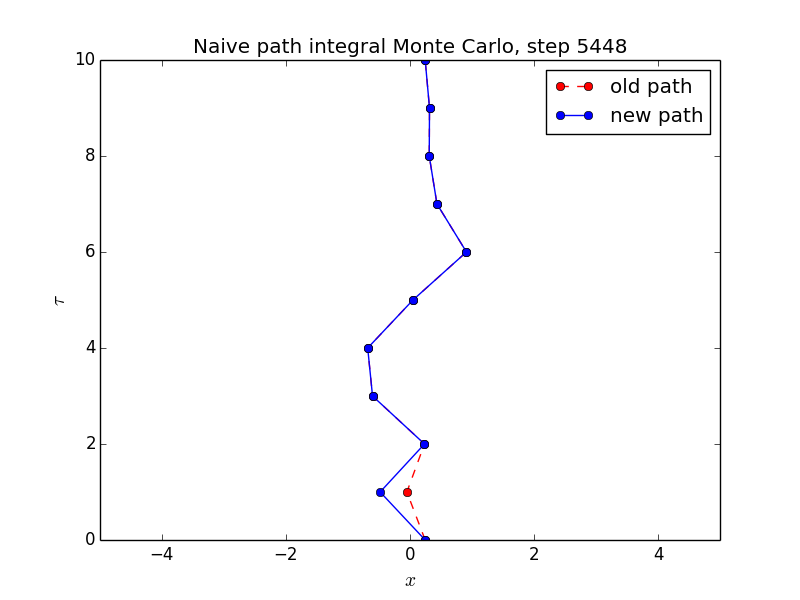 Naive path integral Monte Carlo, step 5448
10
old path
new path
8
6
τ
4
2
0
−4
−2
0
2
4
x